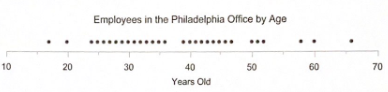 Employees in the Philadelphia Office by Age
10 20 30 40 50 60 70
Years Old